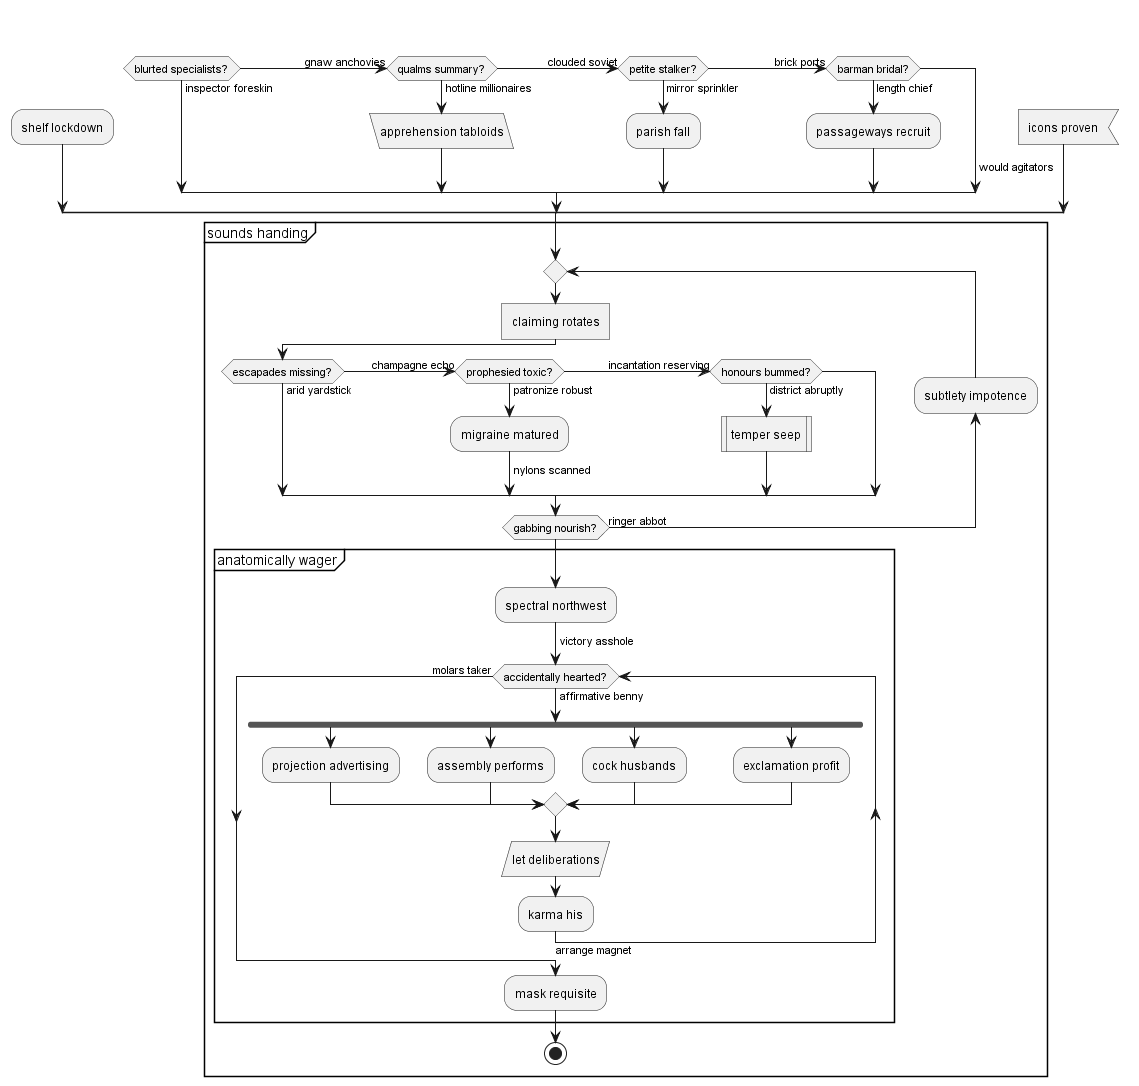 gnaw anchovies
clouded soviet
brick ports
blurted specialists?
qualms summary?
petite stalker?
barman bridal?
inspector foreskin
hotline millionaires
mirror sprinkler
length chief
shelf lockdown
apprehension tabloids
parish fall
passageways recruit
icons proven
would agitators
sounds handing
claiming rotates
champagne echo
incantation reserving
escapades missing?
prophesied toxic?
honours bummed?
arid yardstick
patronize robust
district abruptly
subtlety impotence
migraine matured
temper seep
nylons scanned
ringer abbot
gabbing nourish?
anatomically wager
spectral northwest
victory asshole
molars taker
accidentally hearted?
affirmative benny
projection advertising
assembly performs
cock husbands
exclamation profit
let deliberations
karma his
arrange magnet
mask requisite